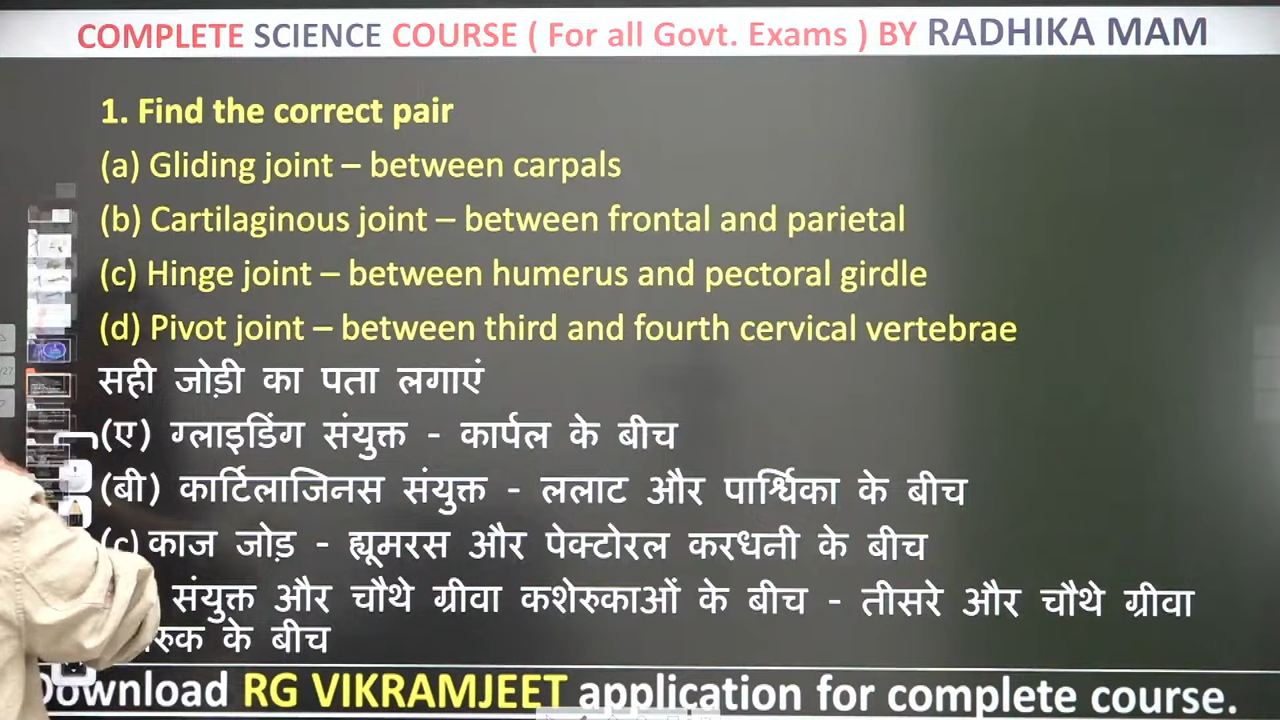 COMPLETE SCIENCE COURSE ( For all Govt. Exams ) BY RADHIKA MAM
1. Find the correct pair
(a) Gliding joint – between carpals
(b) Cartilaginous joint – between frontal and parietal
(c) Hinge joint – between humerus and pectoral girdle
(d) Pivot joint – between third and fourth cervical vertebrae
सही जोड़ी का पता लगाएं
(ए) ग्लाइडिंग संयुक्त - कार्पल के बीच
(बी) कार्टिलाजिनस संयुक्त - ललाट और पार्श्विका के बीच
(c) काज जोड़ - ह्यूमरस और पेक्टोरल करधनी के बीच
संयुक्त और चौथे ग्रीवा कशेरुकाओं के बीच - तीसरे और चौथे ग्रीवा
के बीच
Download RG VIKRAMJEET application for complete course.